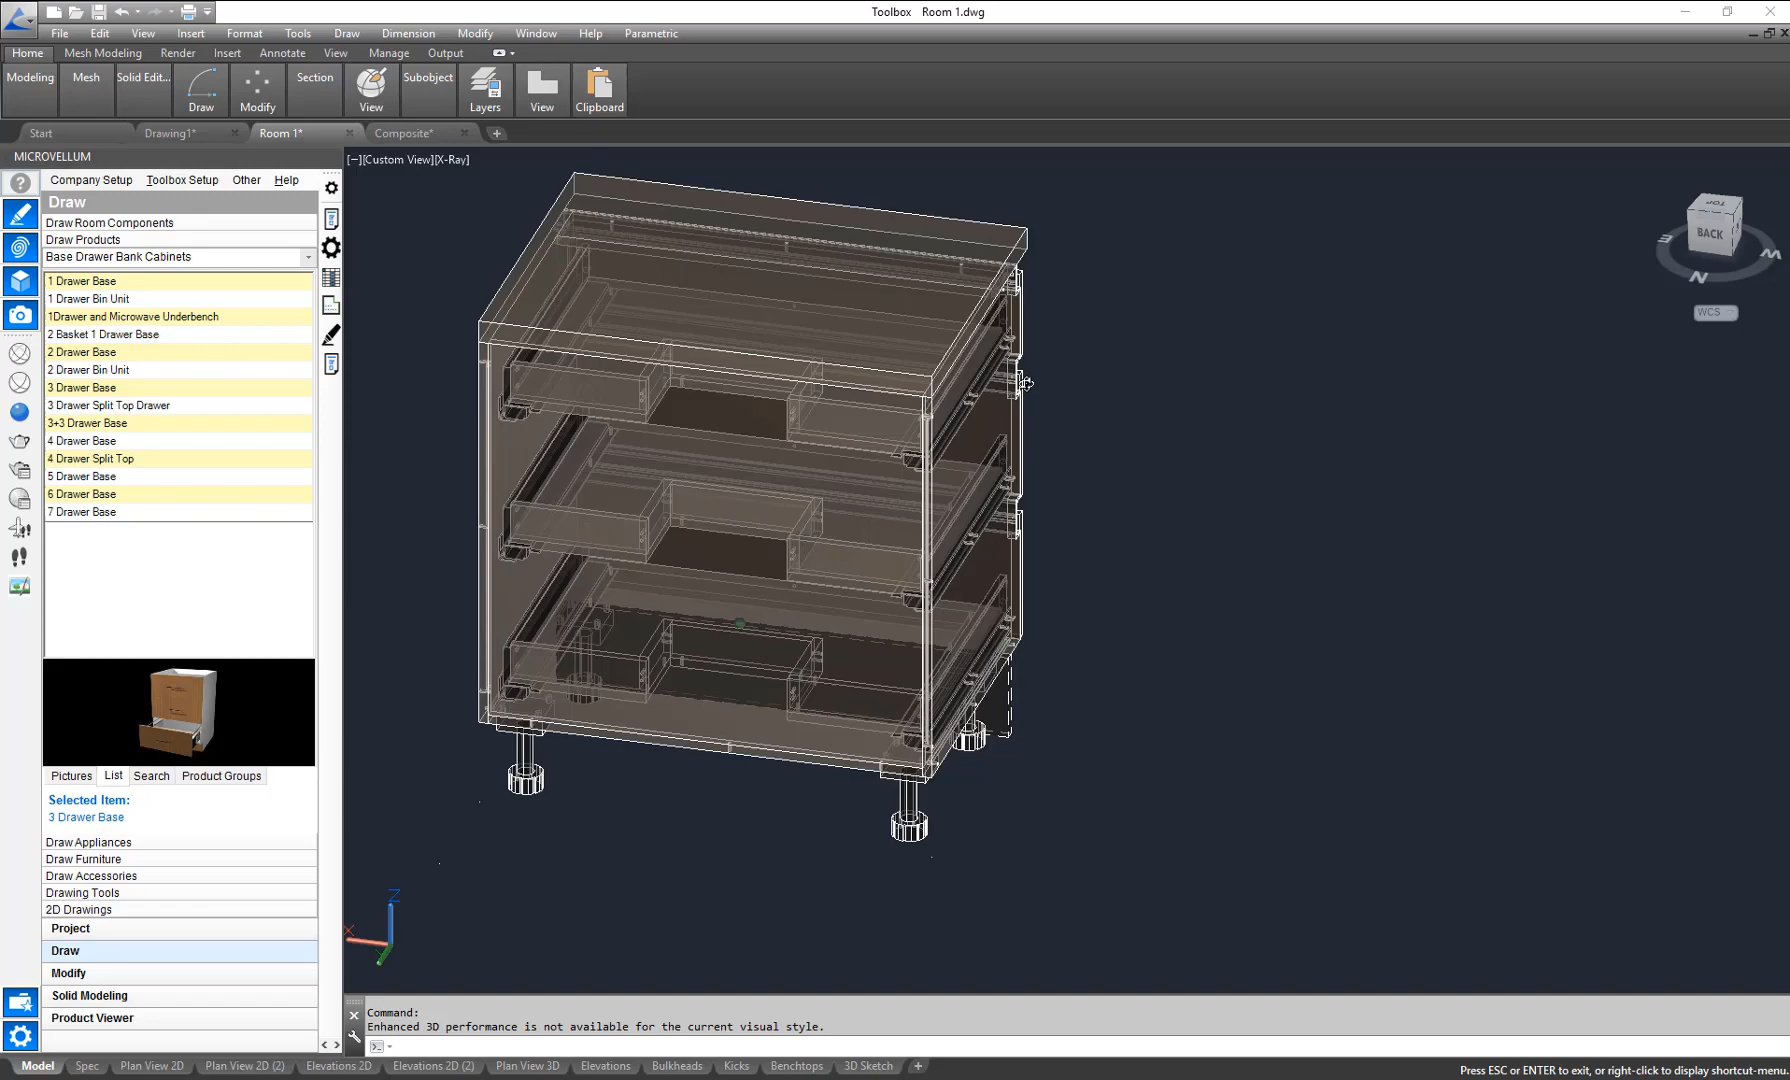 Toolbox Room 1.dwg
File Edit View Insert Format Tools Draw Dimension Modify Window Help Parametric
Home Mesh Modeling Render Insert Annotate View Manage Output
Modeling Mesh Solid Edit... Draw Modify Section View Subobject Layers View Clipboard
Start Drawing1* Room 1* Composite*
MICROVELLUM
[−][Custom View][X-Ray]
Company Setup Toolbox Setup Other Help
Draw
Draw Room Components
Draw Products
Base Drawer Bank Cabinets
1 Drawer Base
1 Drawer Bin Unit
1Drawer and Microwave Underbench
2 Basket 1 Drawer Base
2 Drawer Base
2 Drawer Bin Unit
3 Drawer Base
3 Drawer Split Top Drawer
3+3 Drawer Base
4 Drawer Base
4 Drawer Split Top
5 Drawer Base
6 Drawer Base
7 Drawer Base
TOP
BACK
N
WCS
Pictures List Search Product Groups
Selected Item:
3 Drawer Base
Draw Appliances
Draw Furniture
Draw Accessories
Drawing Tools
2D Drawings
Project
Draw
Modify
Solid Modeling
Product Viewer
Z
X
Command:
Enhanced 3D performance is not available for the current visual style.
Model Spec Plan View 2D Plan View 2D (2) Elevations 2D Elevations 2D (2) Plan View 3D Elevations Bulkheads Kicks Benchtops 3D Sketch
Press ESC or ENTER to exit, or right-click to display shortcut-menu.